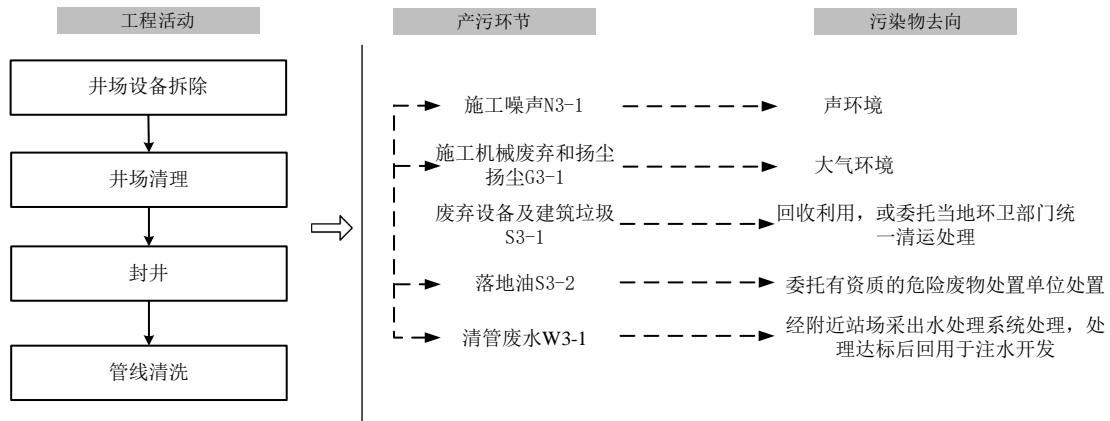 工程活动
产污环节
污染物去向
井场设备拆除
井场清理
封井
管线清洗
施工噪声N3-1
声环境
施工机械废弃和扬尘
扬尘G3-1
大气环境
废弃设备及建筑垃圾
S3-1
回收利用，或委托当地环卫部门统
一清运处理
落地油S3-2
委托有资质的危险废物处置单位处置
清管废水W3-1
经附近站场采出水处理系统处理，处
理达标后回用于注水开发